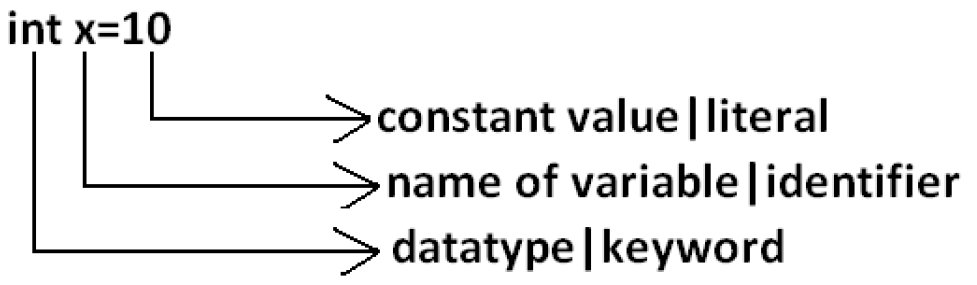 int x=10
constant value|literal
name of variable|identifier
datatype|keyword